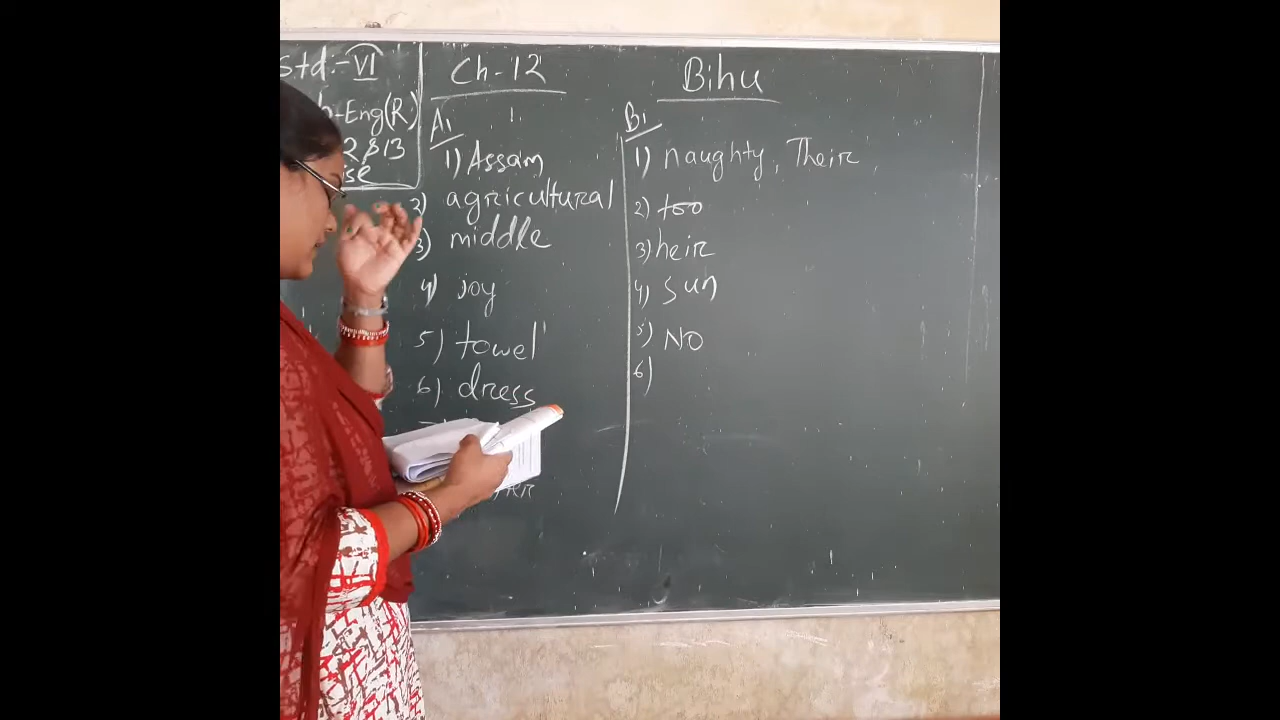 Std:- VI
-Eng(R)
2 & 13
Ch-12
Bihu
A1
1) Assam
2) agricultural
3) middle
4) joy
5) towel
6) dress
B1
1) naughty, Their
2) too
3) heir
4) sun
5) NO
6)